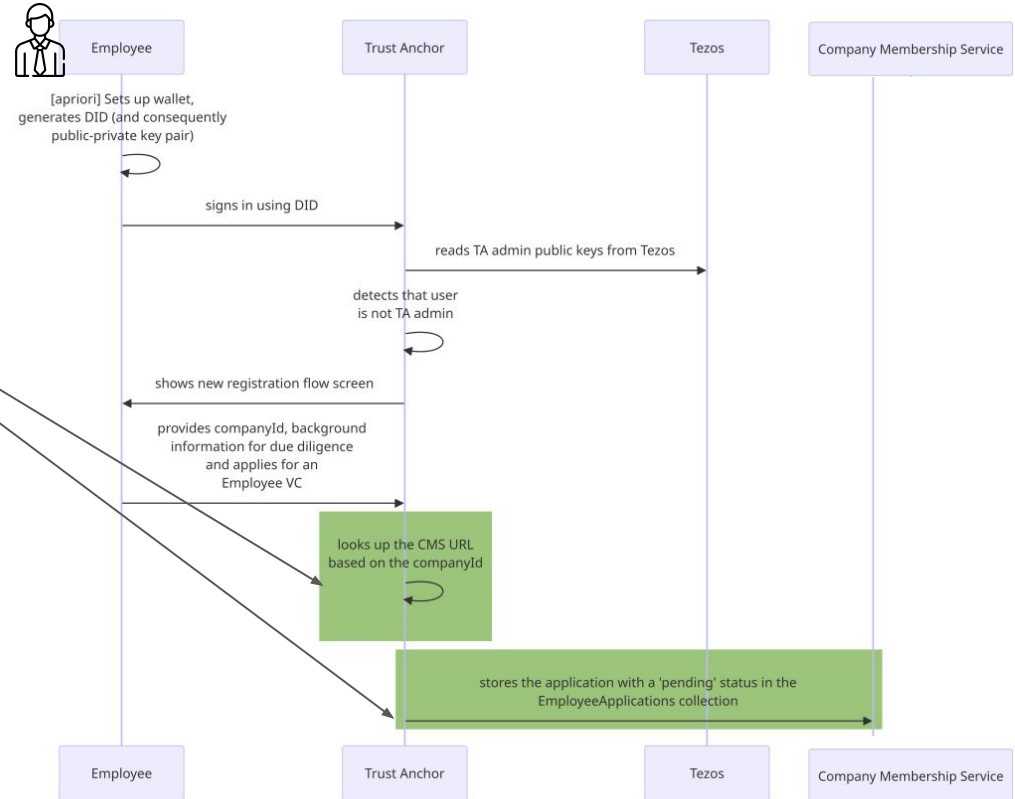 Employee
Trust Anchor
Tezos
Company Membership Service
[apriori] Sets up wallet,
generates DID (and consequently
public-private key pair)
signs in using DID
reads TA admin public keys from Tezos
detects that user
is not TA admin
shows new registration flow screen
provides companyId, background
information for due diligence
and applies for an
Employee VC
looks up the CMS URL
based on the companyId
stores the application with a 'pending' status in the
EmployeeApplications collection
Employee
Trust Anchor
Tezos
Company Membership Service